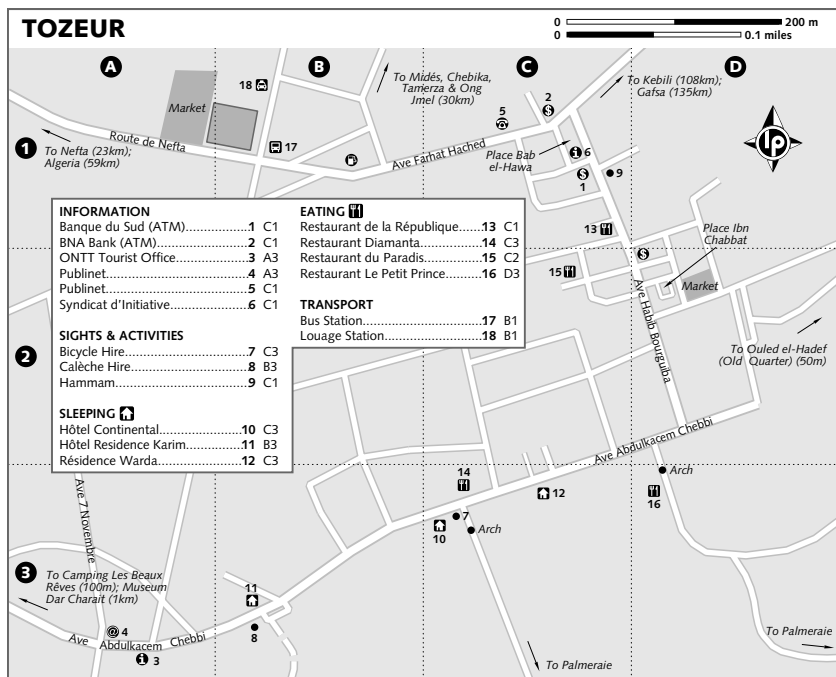 TOZEUR
0 200 m
0 0.1 miles
A
B
C
D
1
2
3
18
Market
Route de Nefta
To Nefta (23km);
Algeria (59km)
17
To Midés, Chebika,
Tamerza & Ong
Jmel (30km)
5
2
$
Ave Farhat Hached
Place Bab
el-Hawa
To Kebili (108km);
Gafsa (135km)
i 6
$
1
9
lp
13
Place Ibn
Chabbat
$
15
Market
Ave Habib Bourguiba
To Ouled el-Hadef
(Old Quarter) (50m)
INFORMATION
Banque du Sud (ATM)..................1 C1
BNA Bank (ATM)..................2 C1
ONTT Tourist Office..................3 A3
Publinet..................4 A3
Publinet..................5 C1
Syndicat d'Initiative..................6 C1
SIGHTS & ACTIVITIES
Bicycle Hire..................7 C3
Calèche Hire..................8 B3
Hammam..................9 C1
SLEEPING
Hôtel Continental..................10 C3
Hôtel Residence Karim..................11 B3
Résidence Warda..................12 C3
EATING
Restaurant de la République..................13 C1
Restaurant Diamanta..................14 C3
Restaurant du Paradis..................15 C2
Restaurant Le Petit Prince..................16 D3
TRANSPORT
Bus Station..................17 B1
Louage Station..................18 B1
Ave Abdulkacem Chebbi
Arch
16
12
14
7
10
Arch
Ave 7 Novembre
To Camping Les Beaux
Rêves (100m); Museum
Dar Charait (1km)
11
8
@ 4
Ave Abdulkacem Chebbi
i 3
To Palmeraie
To Palmeraie